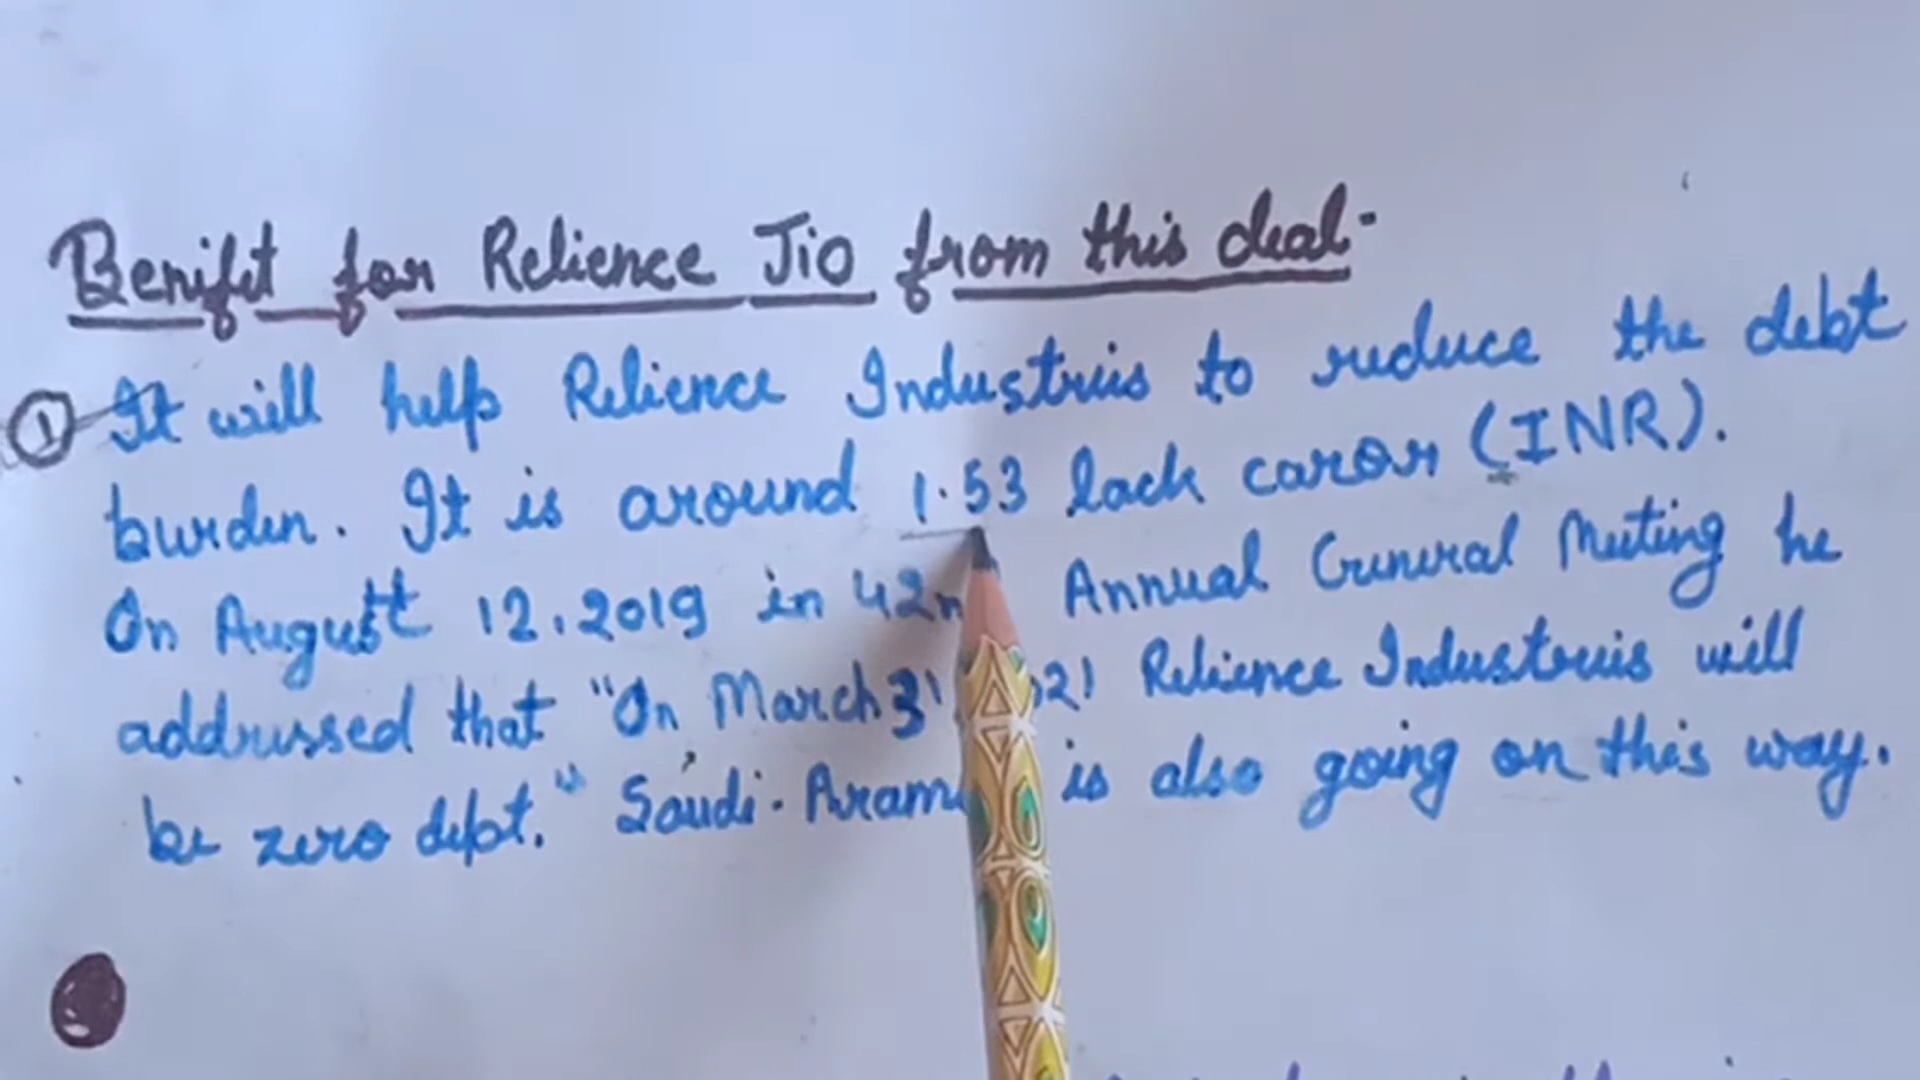 Benifit for Relience Jio from this deal-
① It will help Relience Industries to reduce the debt
burden. It is around 1.53 lack caror (INR).
On August 12, 2019 in 42n Annual General Meeting he
addressed that "On March 31 21 Relience Industries will
be zero debt." Saudi-Aram is also going on this way.